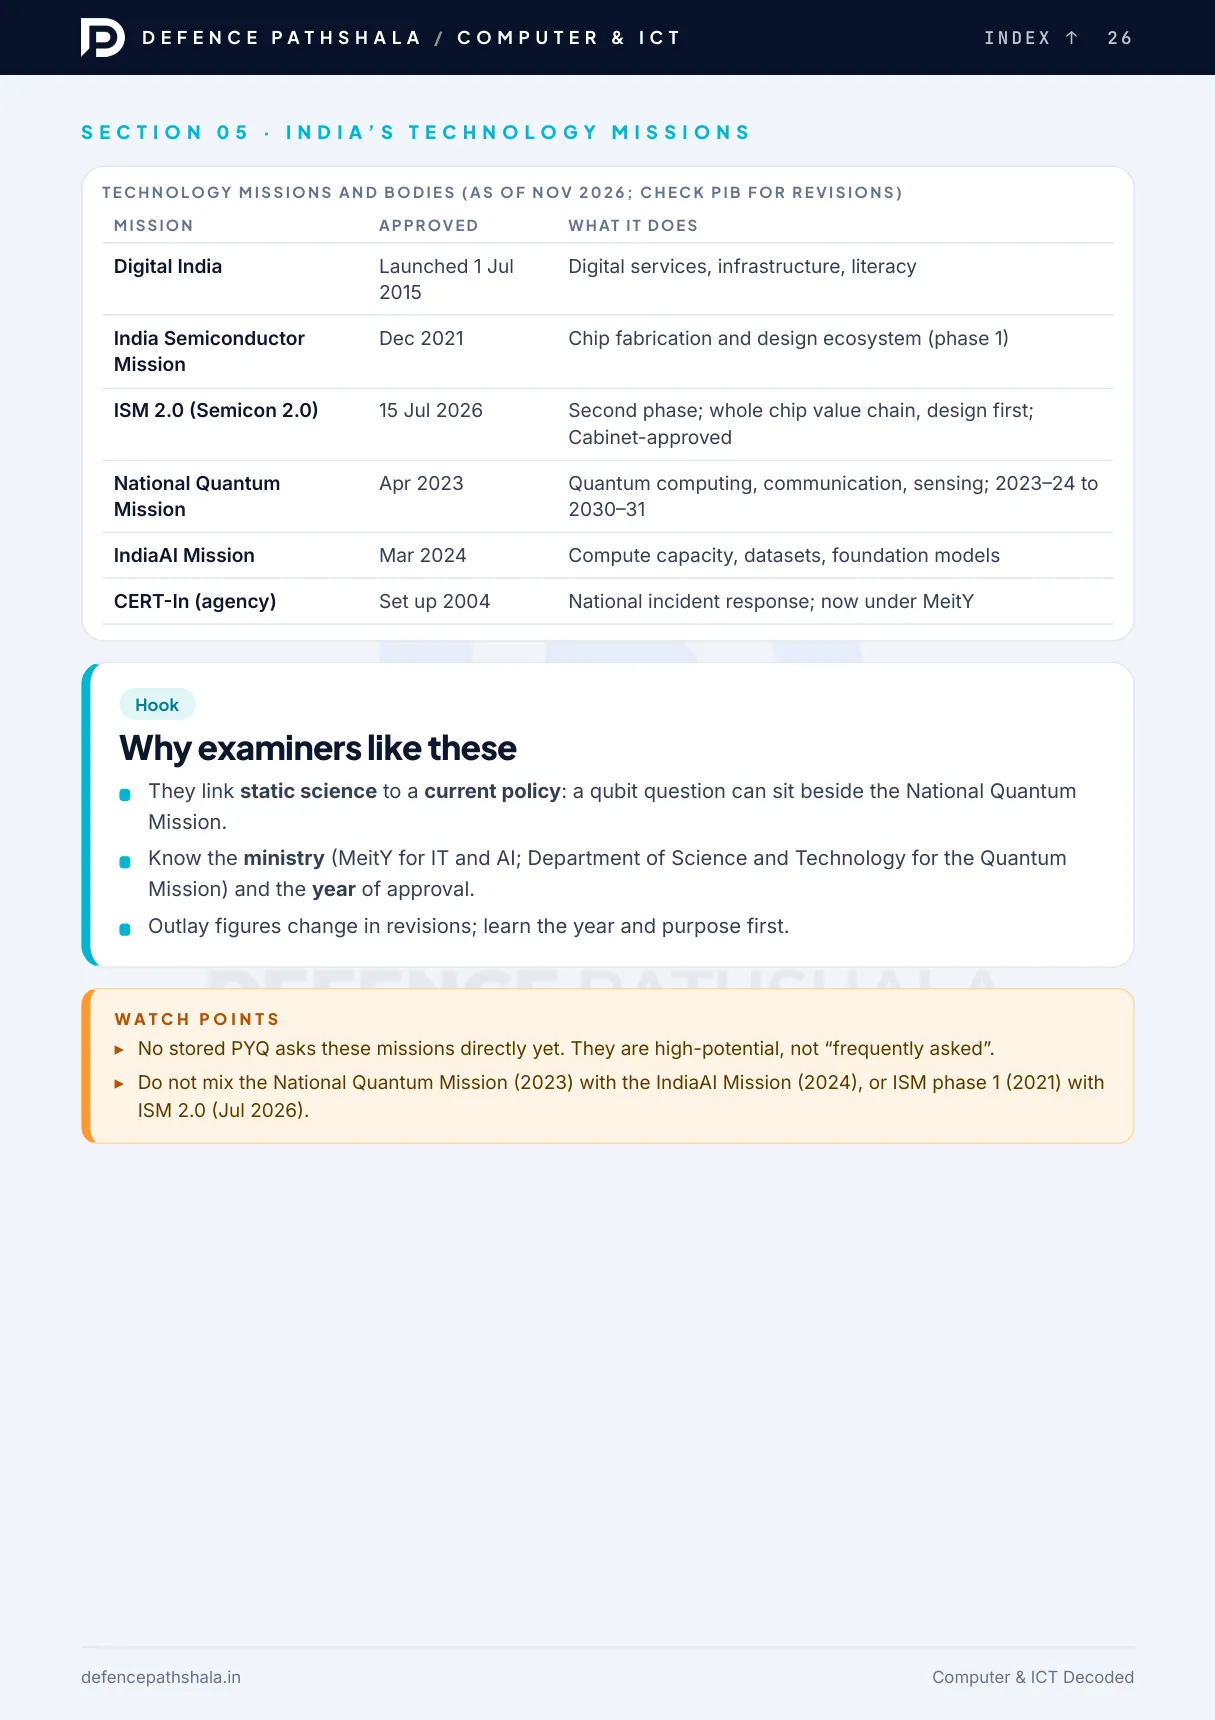 DEFENCE PATHSHALA / COMPUTER & ICT
INDEX ↑ 26
SECTION 05 · INDIA’S TECHNOLOGY MISSIONS
TECHNOLOGY MISSIONS AND BODIES (AS OF NOV 2026; CHECK PIB FOR REVISIONS)
MISSION APPROVED WHAT IT DOES
Digital India Launched 1 Jul Digital services, infrastructure, literacy
2015
India Semiconductor Dec 2021 Chip fabrication and design ecosystem (phase 1)
Mission
ISM 2.0 (Semicon 2.0) 15 Jul 2026 Second phase; whole chip value chain, design first;
Cabinet-approved
National Quantum Apr 2023 Quantum computing, communication, sensing; 2023–24 to
Mission 2030–31
IndiaAI Mission Mar 2024 Compute capacity, datasets, foundation models
CERT-In (agency) Set up 2004 National incident response; now under MeitY
Hook
Why examiners like these
They link static science to a current policy: a qubit question can sit beside the National Quantum
Mission.
Know the ministry (MeitY for IT and AI; Department of Science and Technology for the Quantum
Mission) and the year of approval.
Outlay figures change in revisions; learn the year and purpose first.
DEFENCE PATHSHALA
WATCH POINTS
▸ No stored PYQ asks these missions directly yet. They are high-potential, not “frequently asked”.
▸ Do not mix the National Quantum Mission (2023) with the IndiaAI Mission (2024), or ISM phase 1 (2021) with
ISM 2.0 (Jul 2026).
defencepathshala.in
Computer & ICT Decoded